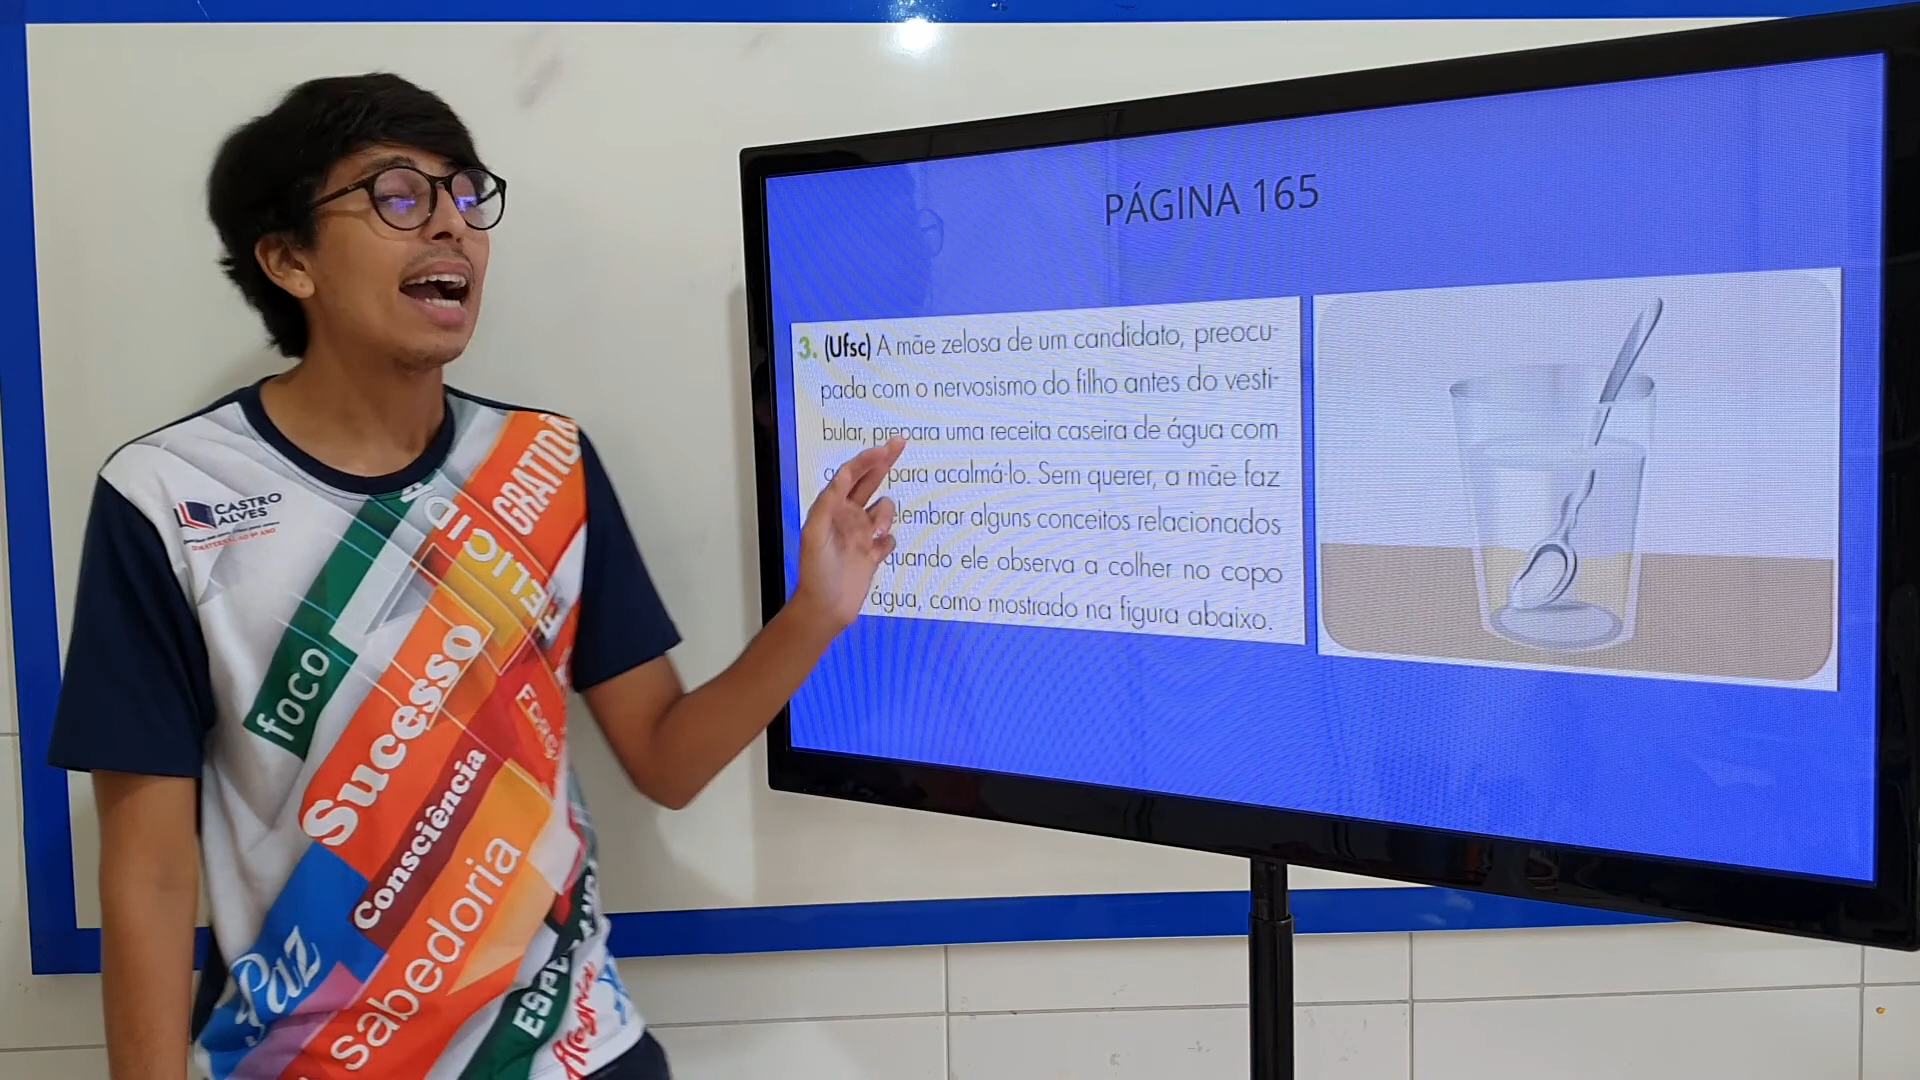 PÁGINA 165
3. (Ufsc) A mãe zelosa de um candidato, preocu-
pada com o nervosismo do filho antes do vesti-
bular, prepara uma receita caseira de água com
para acalmá-lo. Sem querer, a mãe faz
elembrar alguns conceitos relacionados
quando ele observa a colher no copo
água, como mostrado na figura abaixo.
CASTRO
ALVES
GRATID
foco
Sucesso
Consciência
Paz
sabedoria